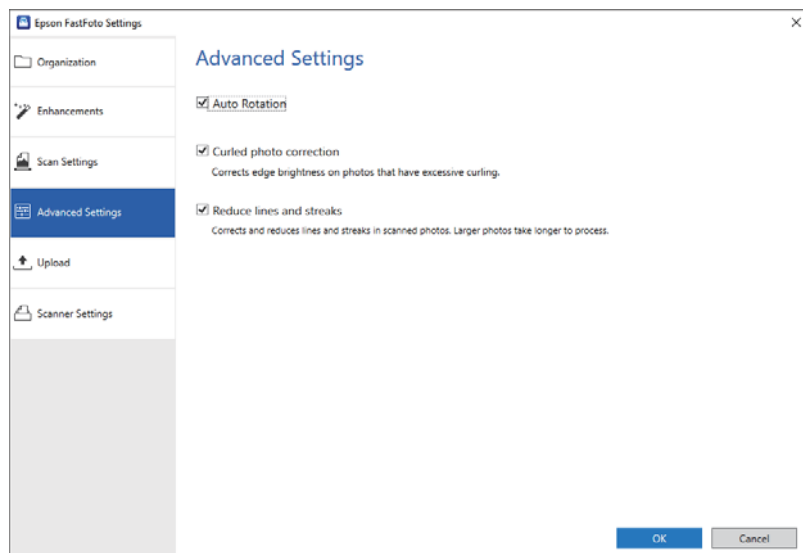 Epson FastFoto Settings
Organization
Enhancements
Scan Settings
Advanced Settings
Upload
Scanner Settings
Advanced Settings
Auto Rotation
Curled photo correction
Corrects edge brightness on photos that have excessive curling.
Reduce lines and streaks
Corrects and reduces lines and streaks in scanned photos. Larger photos take longer to process.
OK
Cancel